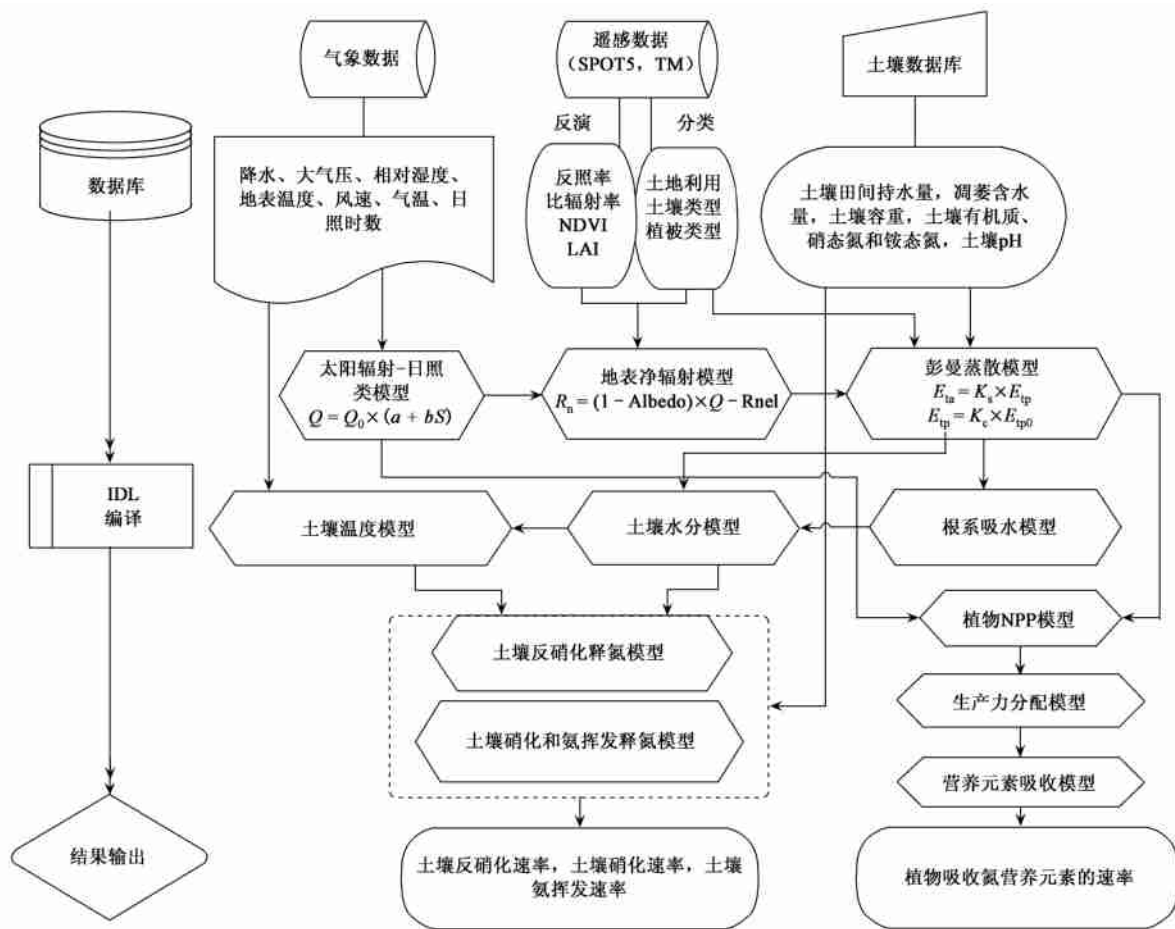 气象数据
遥感数据
（SPOT5，TM）
土壤数据库
反演
分类
数据库
降水、大气压、相对湿度、
地表温度、风速、气温、日
照时数
反照率
比辐射率
NDVI
LAI
土地利用
土壤类型
植被类型
土壤田间持水量，凋萎含水
量，土壤容重，土壤有机质、
硝态氮和铵态氮，土壤pH
太阳辐射-日照
类模型
Q = Q₀ × (a + bS)
地表净辐射模型
Rₙ = (1 − Albedo) × Q − Rnel
彭曼蒸散模型
E_ta = K_s × E_tp
E_tp = K_c × E_tp0
IDL
编译
土壤温度模型
土壤水分模型
根系吸水模型
植物NPP模型
土壤反硝化释氮模型
生产力分配模型
土壤硝化和氨挥发释氮模型
营养元素吸收模型
结果输出
土壤反硝化速率，土壤硝化速率，土壤
氨挥发速率
植物吸收氮营养元素的速率